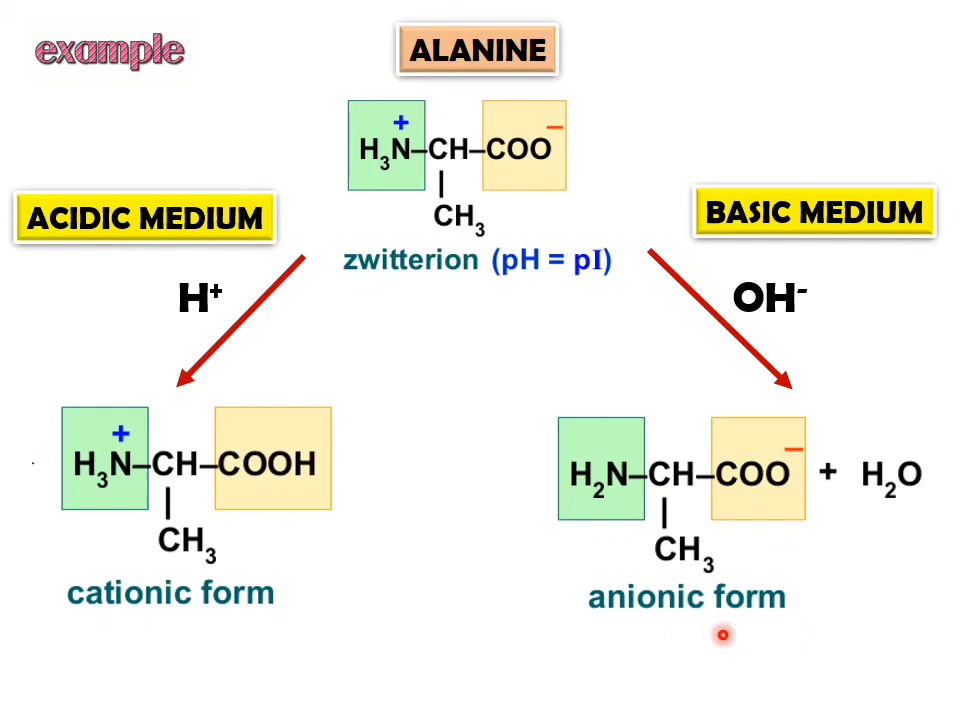 example
ALANINE
+ –
H₃N–CH–COO
|
CH₃
zwitterion (pH = pI)
ACIDIC MEDIUM
BASIC MEDIUM
H⁺
OH⁻
+
H₃N–CH–COOH
|
CH₃
cationic form
–
H₂N–CH–COO + H₂O
|
CH₃
anionic form